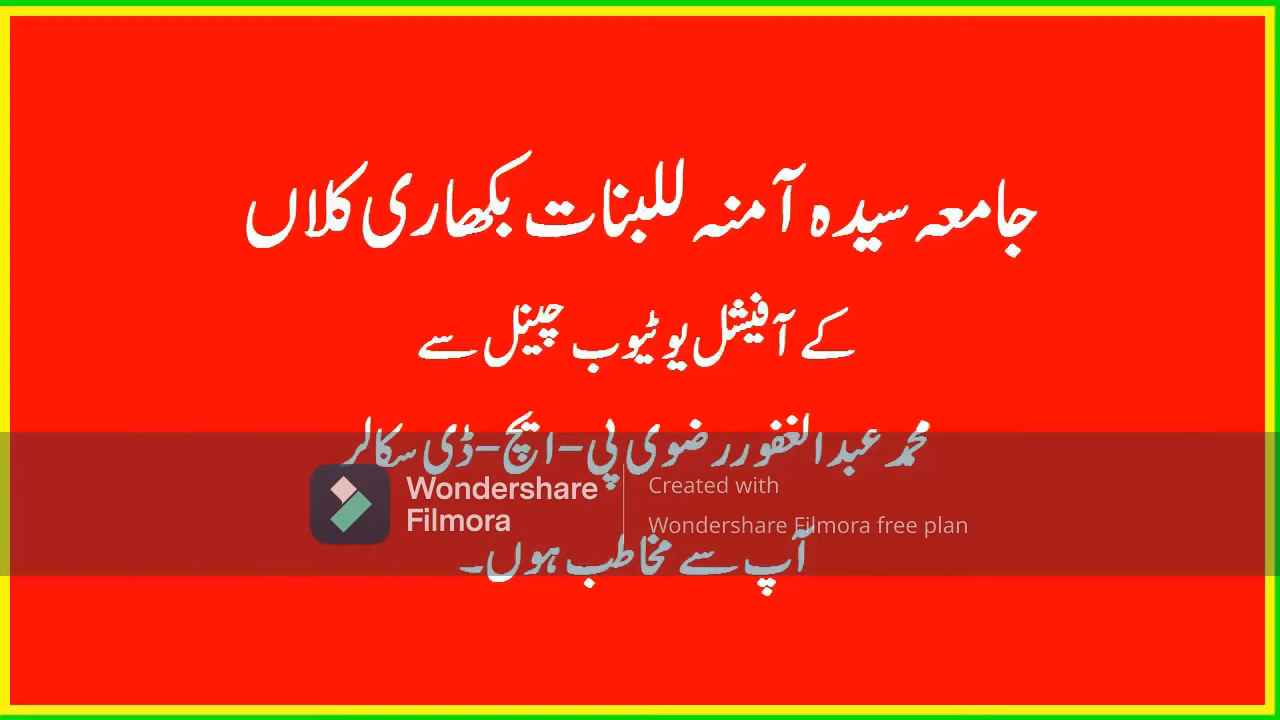 جامعہ سیدہ آمنہ للبنات بکھاری کلاں
کے آفیشل یوٹیوب چینل سے
محمد عبدالغفور رضوی پی-ایچ-ڈی سکالر
Wondershare
Filmora
Created with
Wondershare Filmora free plan
آپ سے مخاطب ہوں۔